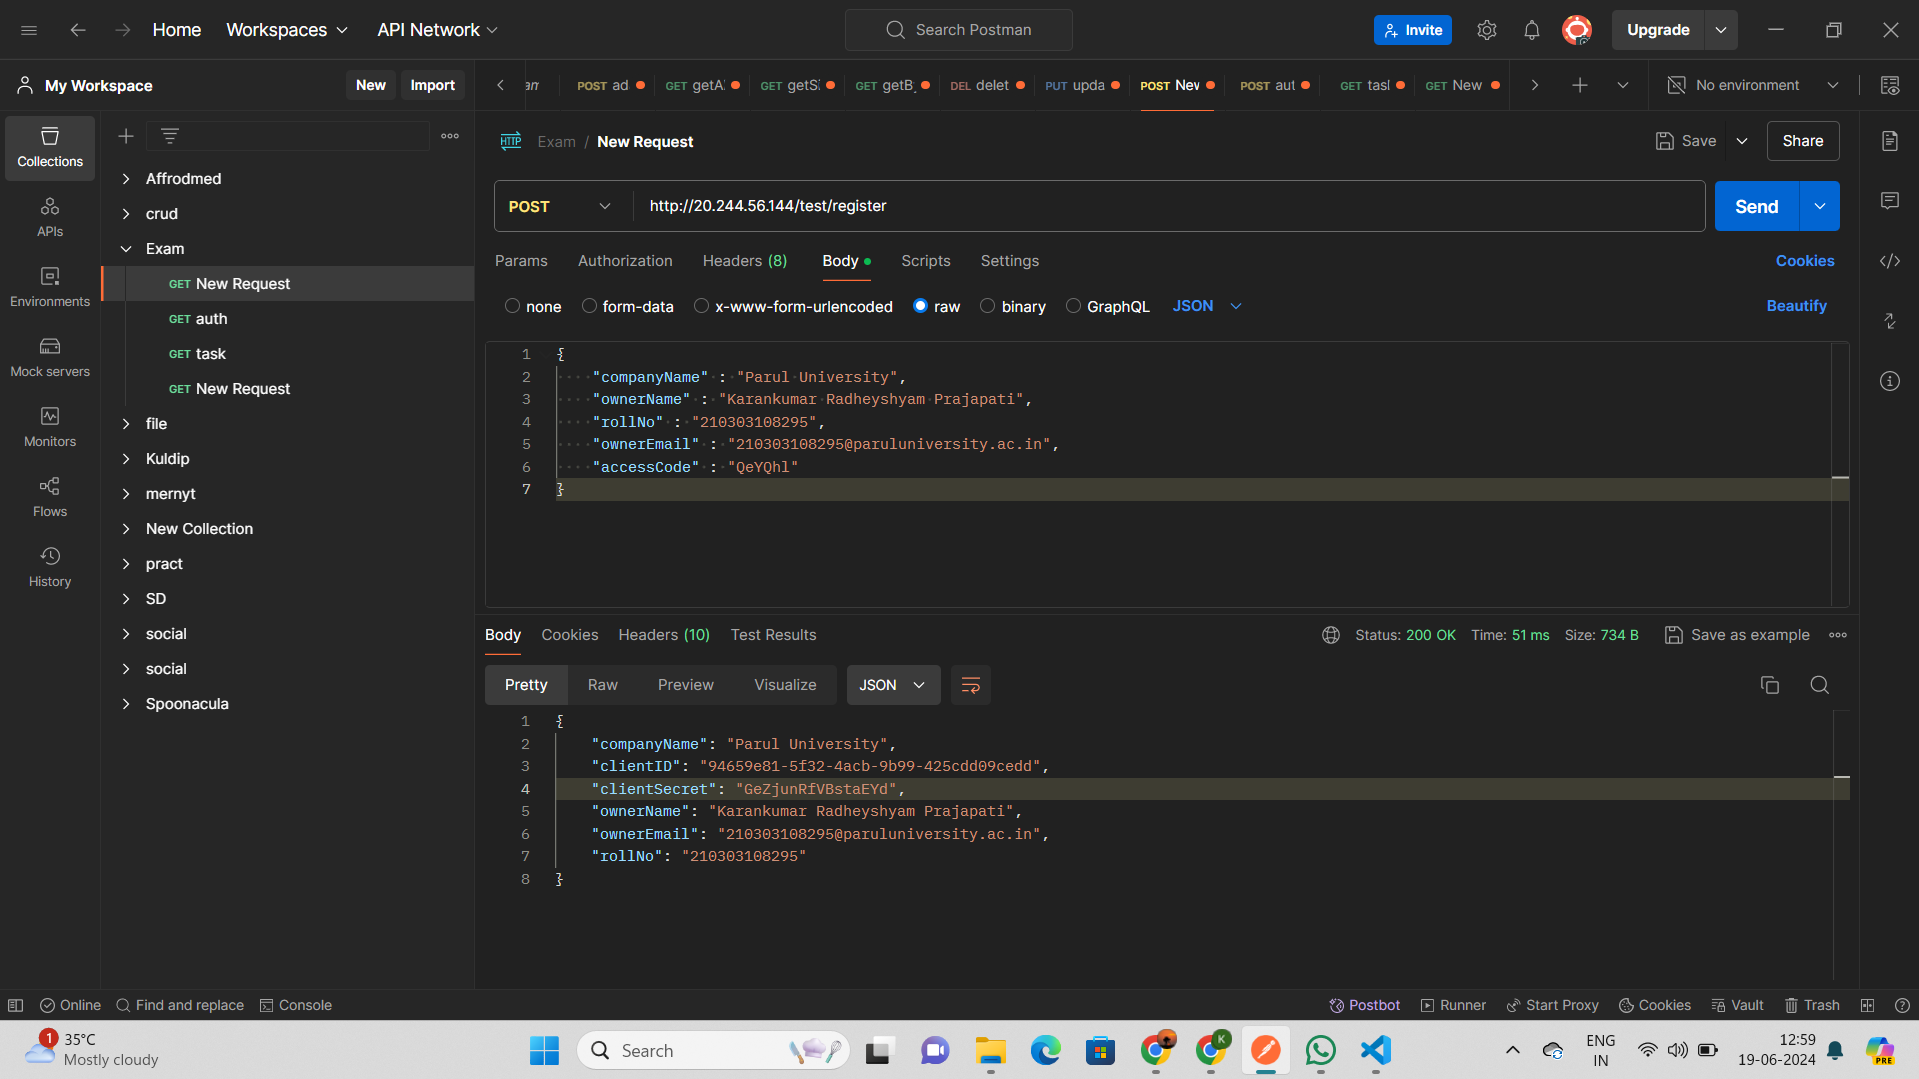 Home
Workspaces
API Network
Search Postman
Invite
Upgrade
My Workspace
New
Import
POST ad
GET getA
GET getS
GET getB
DEL delet
PUT upda
POST Nev
POST aut
GET tasl
GET New
No environment
Collections
APIs
Environments
Mock servers
Monitors
Flows
History
Affrodmed
crud
Exam
GET New Request
GET auth
GET task
GET New Request
file
Kuldip
mernyt
New Collection
pract
SD
social
social
Spoonacula
HTTP Exam / New Request
Save
Share
POST
http://20.244.56.144/test/register
Send
Params
Authorization
Headers (8)
Body
Scripts
Settings
Cookies
none
form-data
x-www-form-urlencoded
raw
binary
GraphQL
JSON
Beautify
1 {
2 "companyName" : "Parul University",
3 "ownerName" : "Karankumar Radheyshyam Prajapati",
4 "rollNo" : "210303108295",
5 "ownerEmail" : "210303108295@paruluniversity.ac.in",
6 "accessCode" : "QeYQhl"
7 }
Body
Cookies
Headers (10)
Test Results
Status: 200 OK
Time: 51 ms
Size: 734 B
Save as example
Pretty
Raw
Preview
Visualize
JSON
1 {
2 "companyName": "Parul University",
3 "clientID": "94659e81-5f32-4acb-9b99-425cdd09cedd",
4 "clientSecret": "GeZjunRfVBstaEYd",
5 "ownerName": "Karankumar Radheyshyam Prajapati",
6 "ownerEmail": "210303108295@paruluniversity.ac.in",
7 "rollNo": "210303108295"
8 }
Online
Find and replace
Console
Postbot
Runner
Start Proxy
Cookies
Vault
Trash
1
35°C
Mostly cloudy
Search
K
ENG
IN
12:59
19-06-2024
PRE